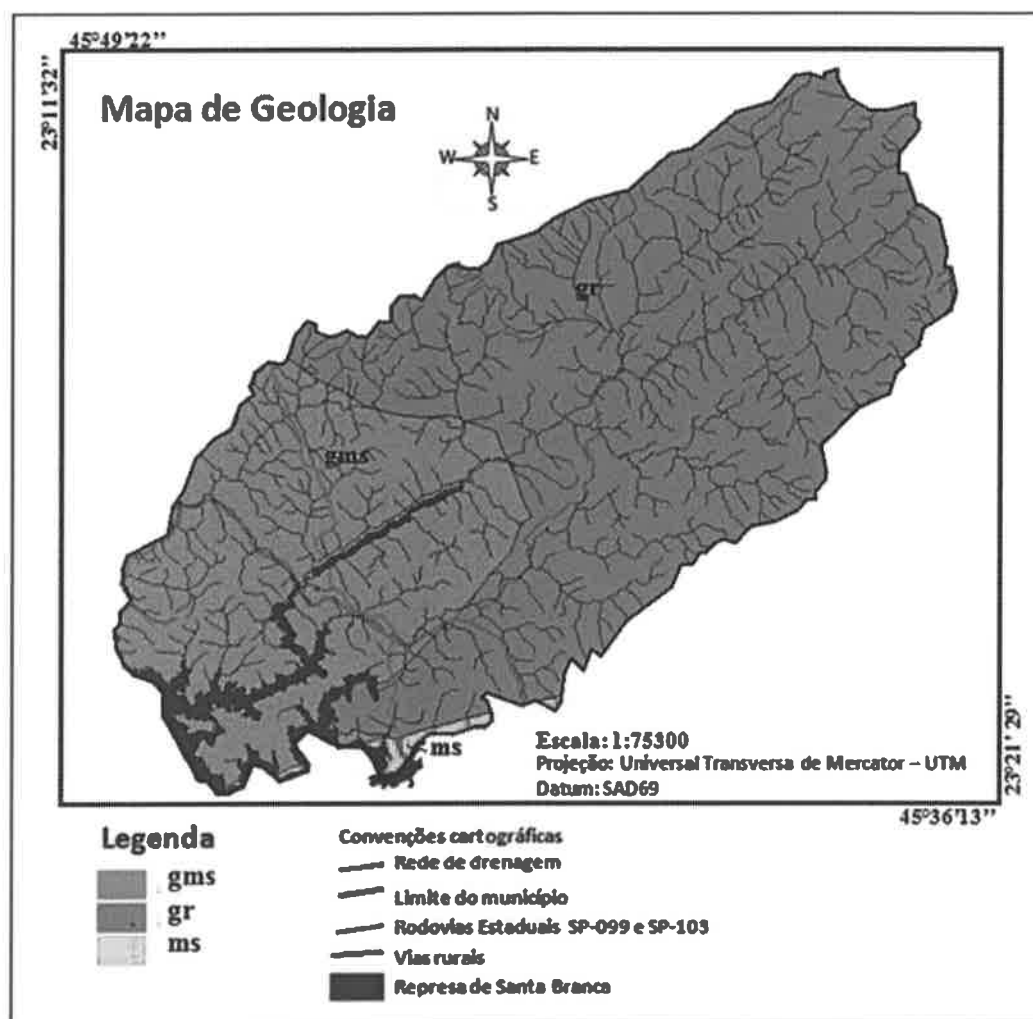 45°49'22''
23°11'32''
Mapa de Geologia
N
W
E
S
gr
gms
ms
Escala: 1:75300
Projeção: Universal Transversa de Mercator – UTM
Datum: SAD69
23°21'29''
45°36'13''
Legenda
gms
gr
ms
Convenções cartográficas
Rede de drenagem
Limite do município
Rodovias Estaduais SP-099 e SP-103
Vias rurais
Represa de Santa Branca